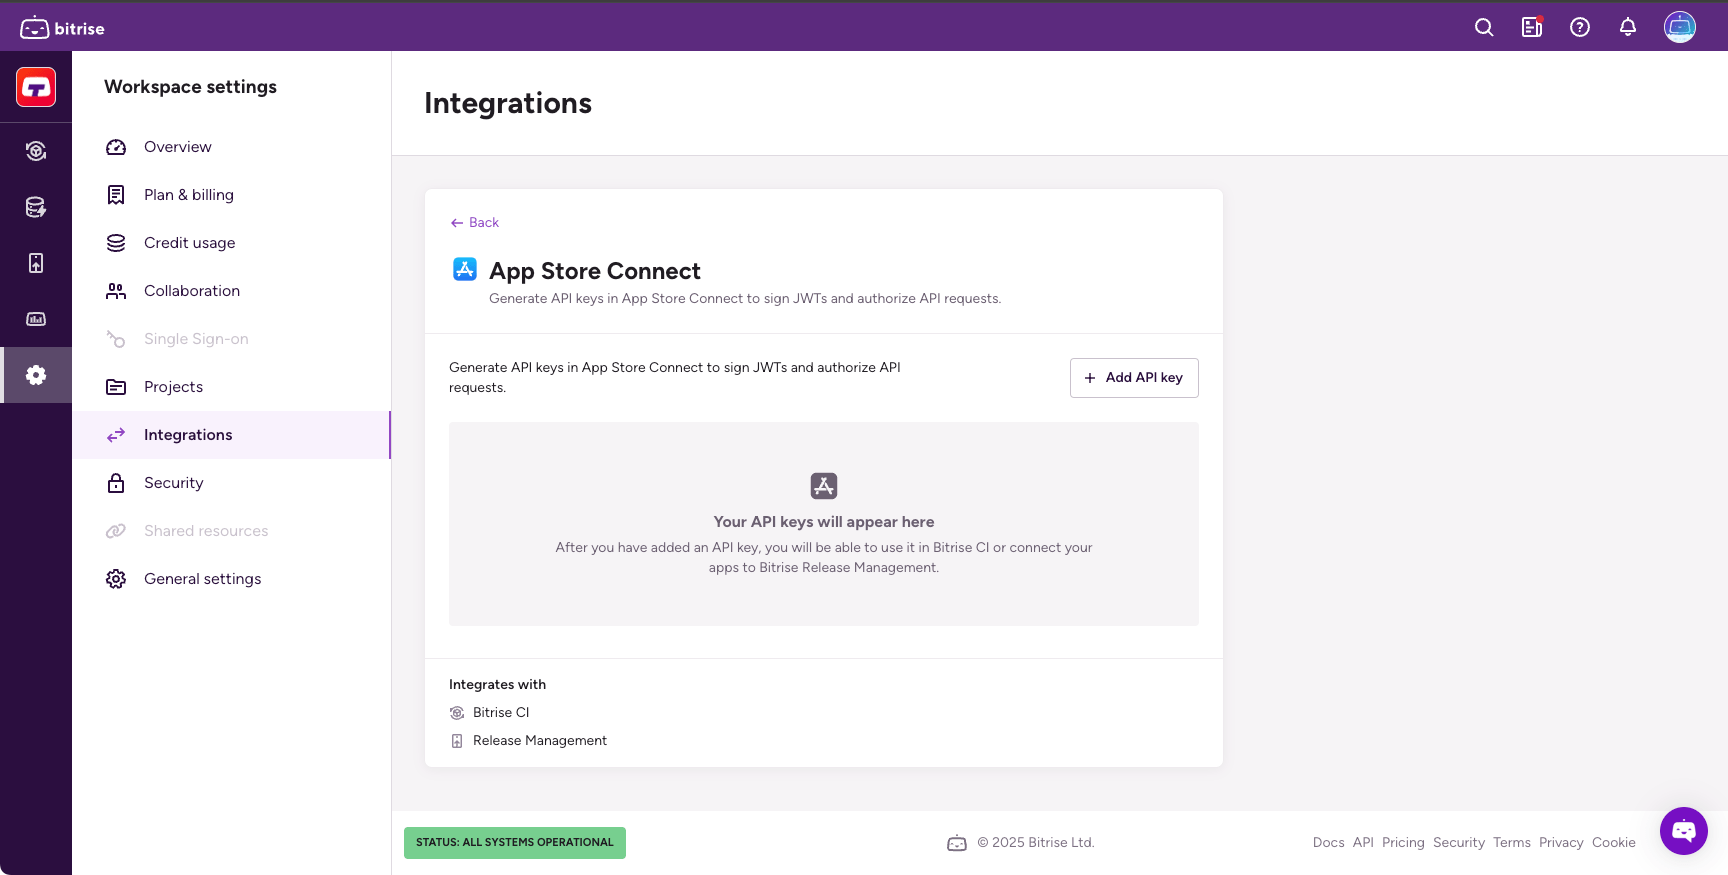 bitrise
Workspace settings
Overview
Plan & billing
Credit usage
Collaboration
Single Sign-on
Projects
Integrations
Security
Shared resources
General settings
Integrations
← Back
App Store Connect
Generate API keys in App Store Connect to sign JWTs and authorize API requests.
Generate API keys in App Store Connect to sign JWTs and authorize API
requests.
+ Add API key
Your API keys will appear here
After you have added an API key, you will be able to use it in Bitrise CI or connect your
apps to Bitrise Release Management.
Integrates with
Bitrise CI
Release Management
STATUS: ALL SYSTEMS OPERATIONAL
© 2025 Bitrise Ltd.
Docs API Pricing Security Terms Privacy Cookie